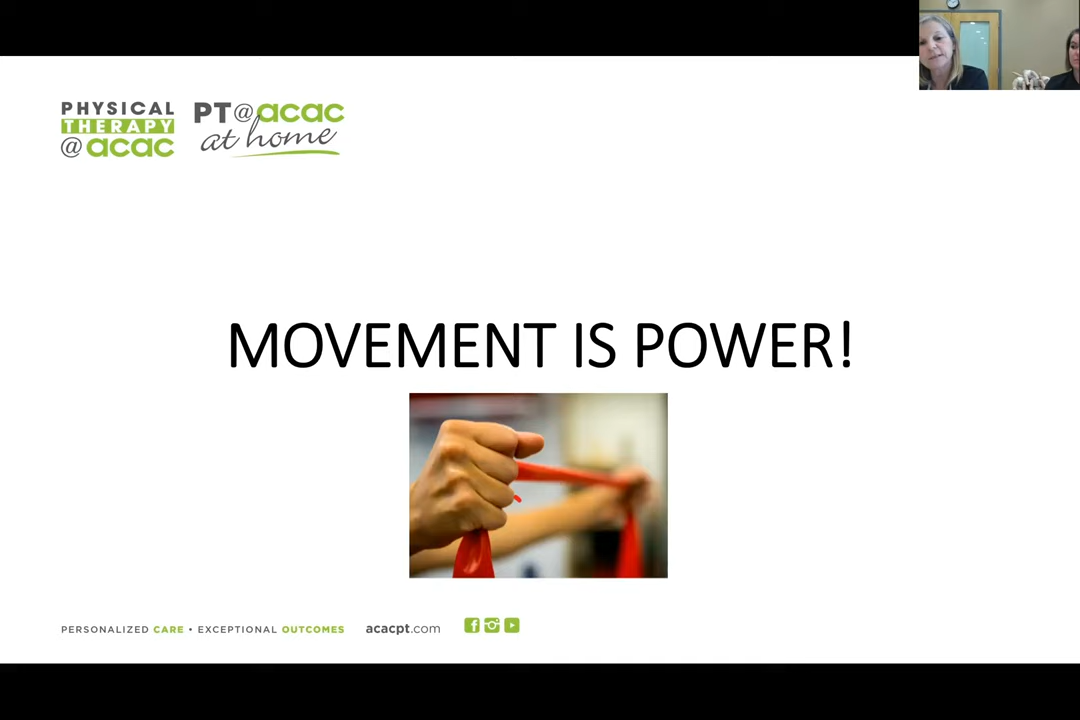 PHYSICAL
THERAPY
@acac
PT@acac
at home
MOVEMENT IS POWER!
PERSONALIZED CARE • EXCEPTIONAL OUTCOMES acacpt.com